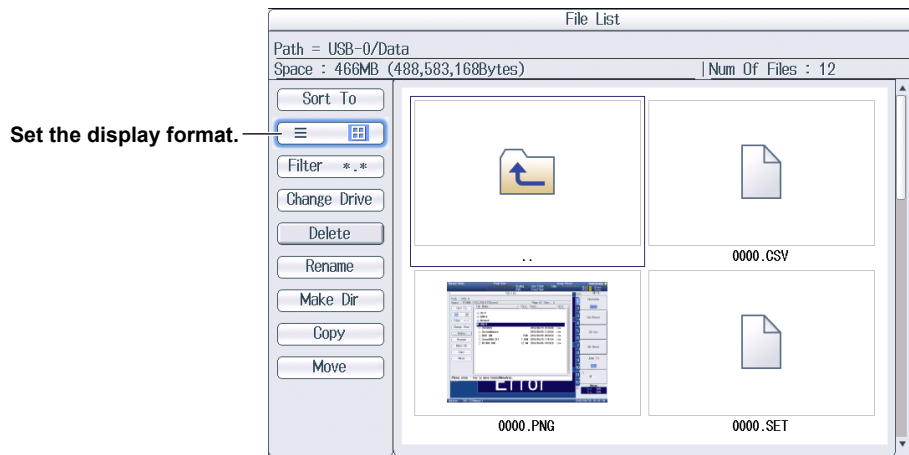 File List
Path = USB-0/Data
Space : 466MB (488,583,168Bytes)
Num Of Files : 12
Set the display format.
Sort To
Filter *.*
Change Drive
Delete
Rename
Make Dir
Copy
Move
..
0000.CSV
Error
0000.PNG
0000.SET